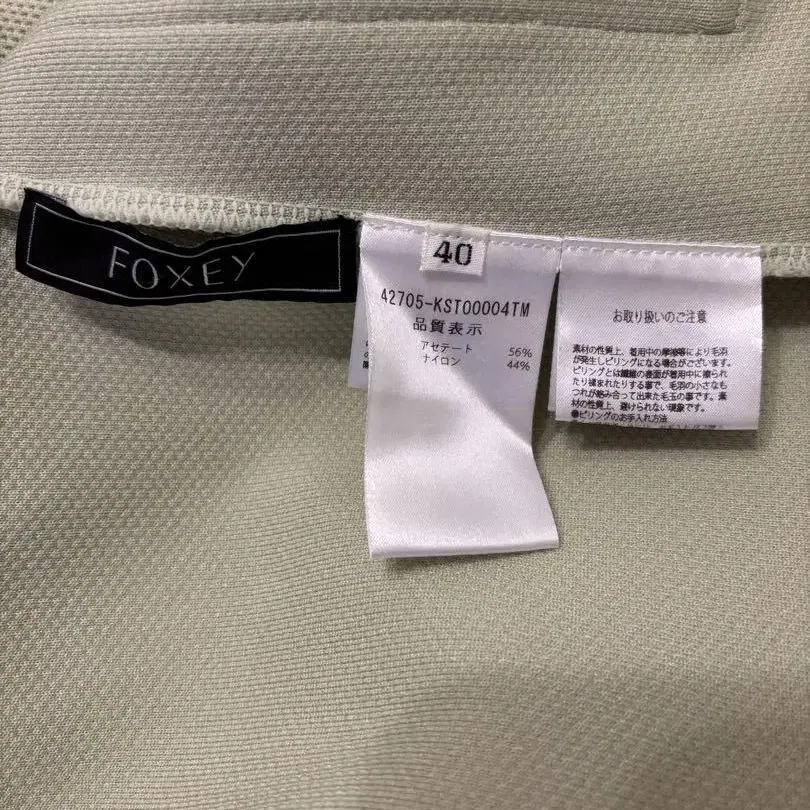 FOXEY
40
42705-KST00004TM
品質表示
アセテート 56%
ナイロン 44%
お取り扱いのご注意
素材の性質上、着用中の摩擦等により毛羽
が発生しピリングになる場合がございます。
ピリングとは繊維の表面が着用中に擦られ
たり揉まれたりする事で、毛羽の小さなも
つれが絡み合って出来た毛玉の事です。素
材の性質上、避けられない現象です。
●ピリングのお手入れ方法